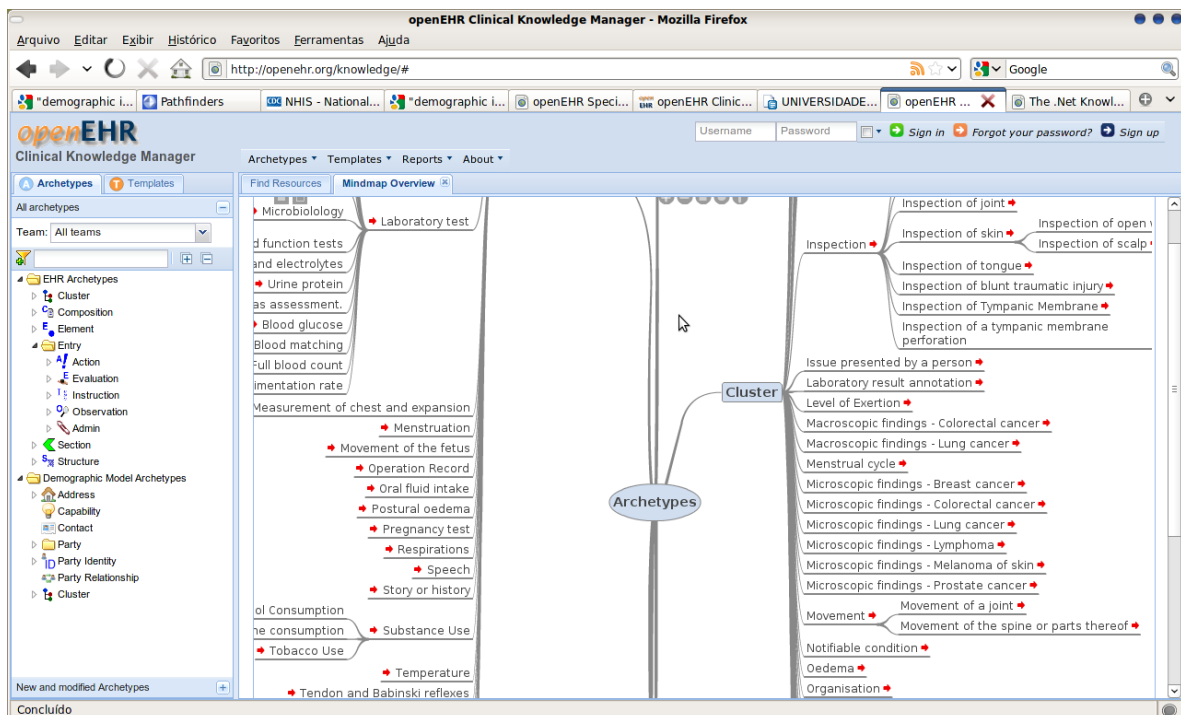 openEHR Clinical Knowledge Manager - Mozilla Firefox
Arquivo Editar Exibir Histórico Favoritos Ferramentas Ajuda
http://openehr.org/knowledge/#
Google
"demographic i... Pathfinders NHIS - National... "demographic i... openEHR Speci... openEHR Clinic... UNIVERSIDADE... openEHR ... The .Net Knowl...
openEHR
Clinical Knowledge Manager
Username Password Sign in Forgot your password? Sign up
Archetypes Templates Reports About
Archetypes Templates
Find Resources Mindmap Overview
All archetypes
Team: All teams
EHR Archetypes
Cluster
Composition
Element
Entry
Action
Evaluation
Instruction
Observation
Admin
Section
Structure
Demographic Model Archetypes
Address
Capability
Contact
Party
Party Identity
Party Relationship
Cluster
New and modified Archetypes
Microbiolology
Laboratory test
d function tests
and electrolytes
Urine protein
as assessment.
Blood glucose
Blood matching
Full blood count
imentation rate
Measurement of chest and expansion
Menstruation
Movement of the fetus
Operation Record
Oral fluid intake
Postural oedema
Pregnancy test
Respirations
Speech
Story or history
ol Consumption
ne consumption
Substance Use
Tobacco Use
Temperature
Tendon and Babinski reflexes
Archetypes
Cluster
Inspection of joint
Inspection
Inspection of skin
Inspection of open
Inspection of scalp
Inspection of tongue
Inspection of blunt traumatic injury
Inspection of Tympanic Membrane
Inspection of a tympanic membrane
perforation
Issue presented by a person
Laboratory result annotation
Level of Exertion
Macroscopic findings - Colorectal cancer
Macroscopic findings - Lung cancer
Menstrual cycle
Microscopic findings - Breast cancer
Microscopic findings - Colorectal cancer
Microscopic findings - Lung cancer
Microscopic findings - Lymphoma
Microscopic findings - Melanoma of skin
Microscopic findings - Prostate cancer
Movement
Movement of a joint
Movement of the spine or parts thereof
Notifiable condition
Oedema
Organisation
Concluído